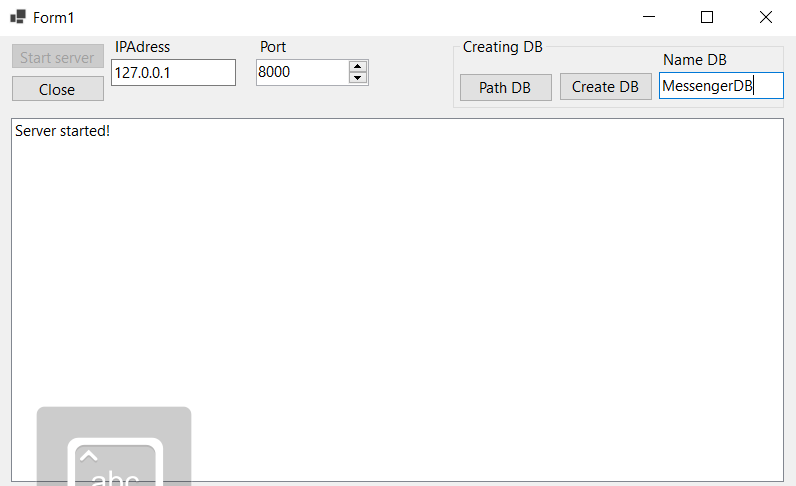 Form1
Start server
IPAdress
Port
Creating DB
Name DB
127.0.0.1
8000
Close
Path DB
Create DB
MessengerDB
Server started!
abc